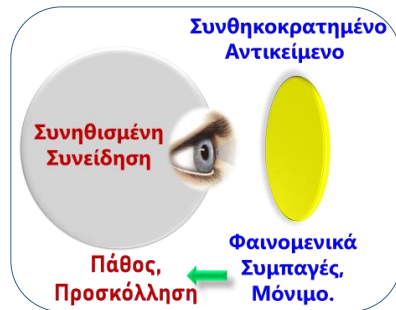 Συνθηκοκρατημένο
Αντικείμενο
Συνηθισμένη
Συνείδηση
Φαινομενικά
Συμπαγές,
Μόνιμο.
Πάθος,
Προσκόλληση